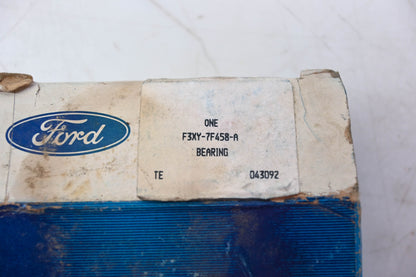 ONE
F3XY-7F458-A
BEARING
TE 043092
Ford